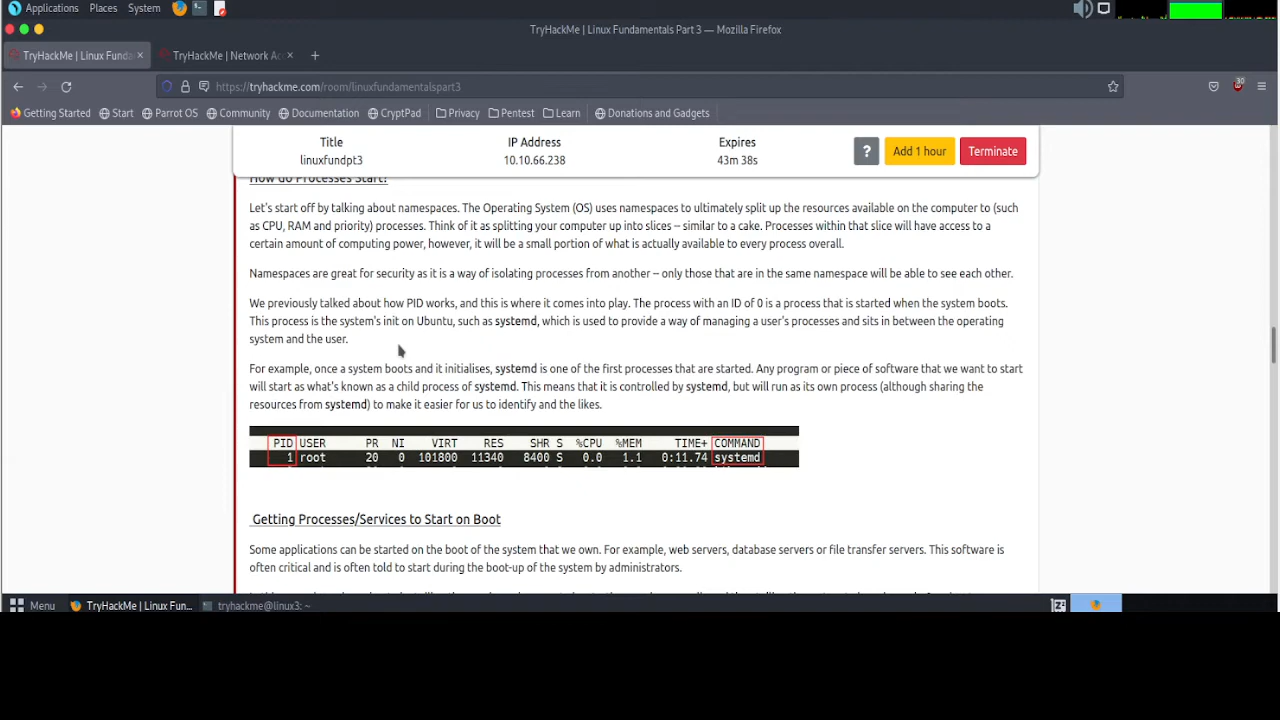 Applications Places System
TryHackMe | Linux Fundamentals Part 3 — Mozilla Firefox
TryHackMe | Linux Funda × TryHackMe | Network Ac × +
https://tryhackme.com/room/linuxfundamentalspart3 30
Getting Started Start Parrot OS Community Documentation CryptPad Privacy Pentest Learn Donations and Gadgets
Title IP Address Expires
linuxfundpt3 10.10.66.238 43m 38s ? Add 1 hour Terminate
How do Processes Start?
Let's start off by talking about namespaces. The Operating System (OS) uses namespaces to ultimately split up the resources available on the computer to (such
as CPU, RAM and priority) processes. Think of it as splitting your computer up into slices – similar to a cake. Processes within that slice will have access to a
certain amount of computing power, however, it will be a small portion of what is actually available to every process overall.
Namespaces are great for security as it is a way of isolating processes from another – only those that are in the same namespace will be able to see each other.
We previously talked about how PID works, and this is where it comes into play. The process with an ID of 0 is a process that is started when the system boots.
This process is the system's init on Ubuntu, such as systemd, which is used to provide a way of managing a user's processes and sits in between the operating
system and the user.
For example, once a system boots and it initialises, systemd is one of the first processes that are started. Any program or piece of software that we want to start
will start as what's known as a child process of systemd. This means that it is controlled by systemd, but will run as its own process (although sharing the
resources from systemd) to make it easier for us to identify and the likes.
PID USER PR NI VIRT RES SHR S %CPU %MEM TIME+ COMMAND
1 root 20 0 101800 11340 8400 S 0.0 1.1 0:11.74 systemd
Getting Processes/Services to Start on Boot
Some applications can be started on the boot of the system that we own. For example, web servers, database servers or file transfer servers. This software is
often critical and is often told to start during the boot-up of the system by administrators.
Menu TryHackMe | Linux Fun... tryhackme@linux3: ~